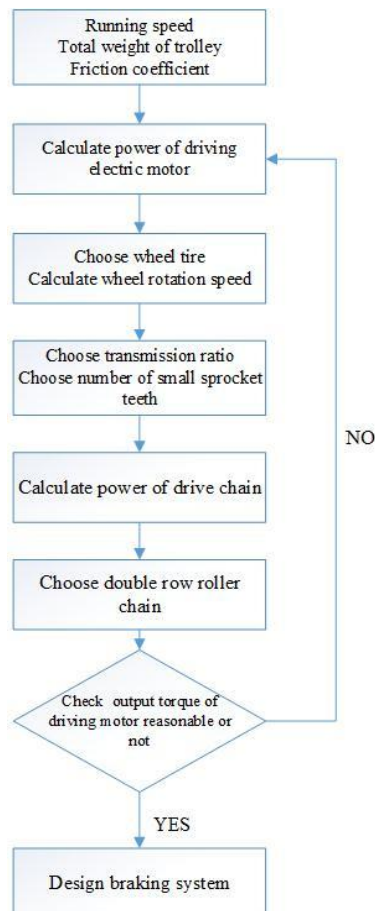 Running speed
Total weight of trolley
Friction coefficient
Calculate power of driving
electric motor
Choose wheel tire
Calculate wheel rotation speed
Choose transmission ratio
Choose number of small sprocket
teeth
NO
Calculate power of drive chain
Choose double row roller
chain
Check output torque of
driving motor reasonable or
not
YES
Design braking system